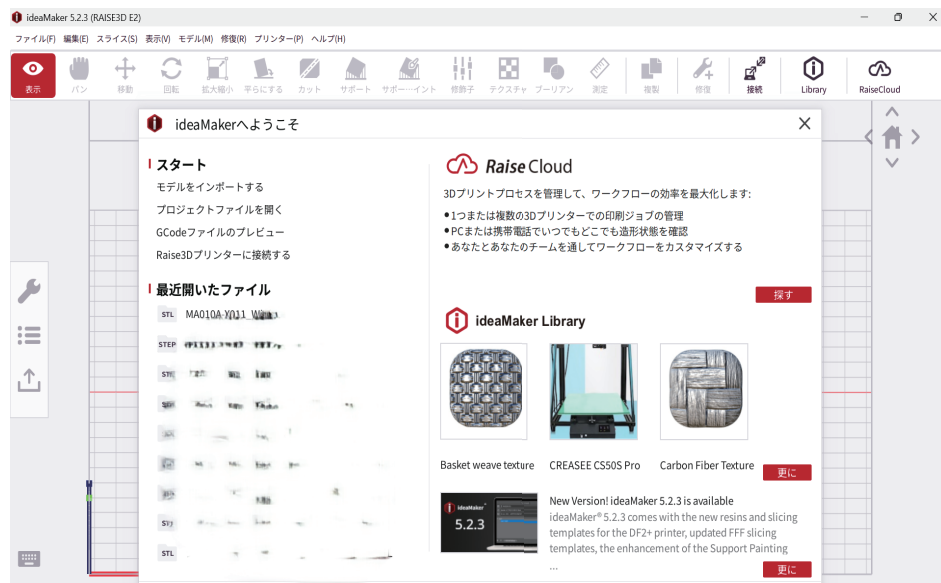 ideaMaker 5.2.3 (RAISE3D E2)
ファイル(F) 編集(E) スライス(S) 表示(V) モデル(M) 修復(R) プリンター(P) ヘルプ(H)
表示 パン 移動 回転 拡大縮小 平らにする カット サポート サポー…イント 修飾子 テクスチャ ブーリアン 測定 複製 修復 接続 Library RaiseCloud
ideaMakerへようこそ
スタート
モデルをインポートする
プロジェクトファイルを開く
GCodeファイルのプレビュー
Raise3Dプリンターに接続する
最近開いたファイル
STL MA010A
STEP
STL
Raise Cloud
3Dプリントプロセスを管理して、ワークフローの効率を最大化します:
●1つまたは複数の3Dプリンターでの印刷ジョブの管理
●PCまたは携帯電話でいつでもどこでも造形状態を確認
●あなたとあなたのチームを通してワークフローをカスタマイズする
探す
ideaMaker Library
Basket weave texture CREASEE CS50S Pro Carbon Fiber Texture
更に
ideaMaker
5.2.3
New Version! ideaMaker 5.2.3 is available
ideaMaker® 5.2.3 comes with the new resins and slicing
templates for the DF2+ printer, updated FFF slicing
templates, the enhancement of the Support Painting
...
更に